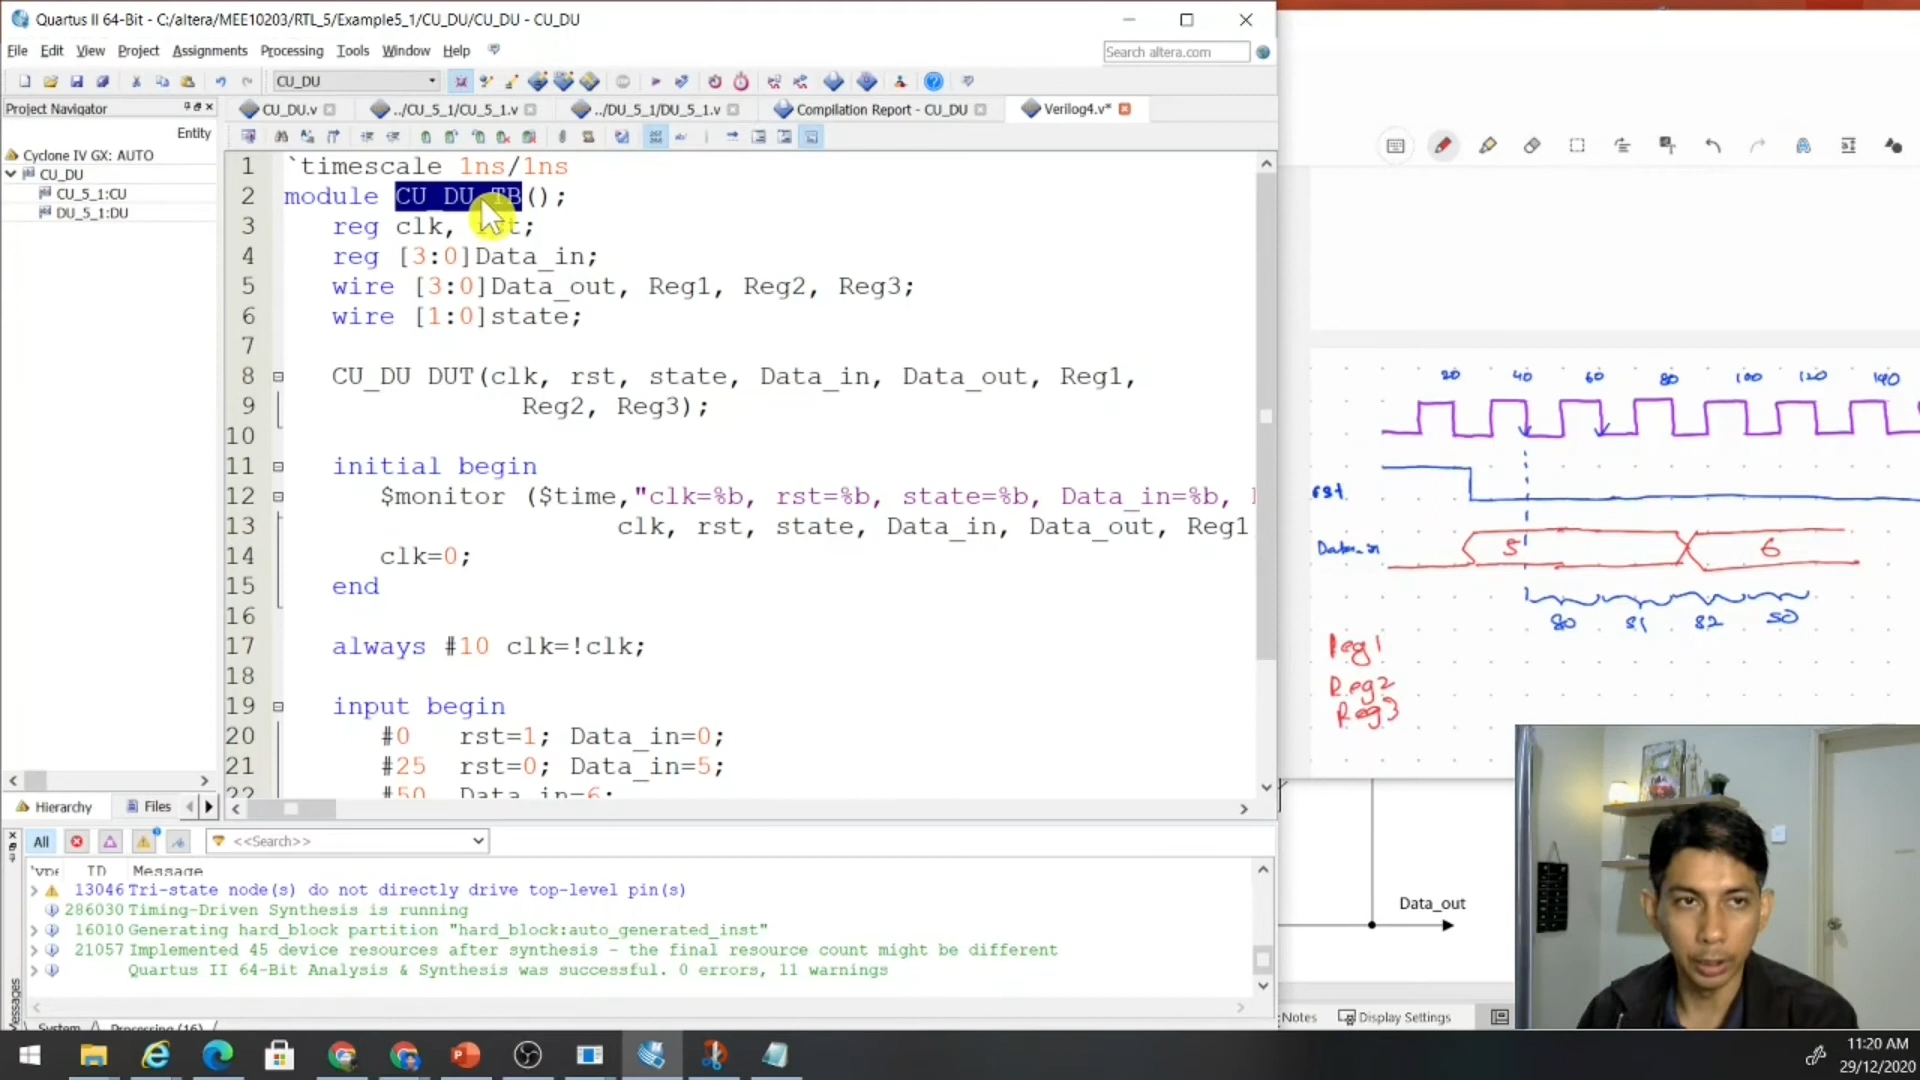 Quartus II 64-Bit - C:/altera/MEE10203/RTL_5/Example5_1/CU_DU/CU_DU - CU_DU
File Edit View Project Assignments Processing Tools Window Help
Search altera.com
CU_DU
Project Navigator
CU_DU.v ../CU_5_1/CU_5_1.v ../DU_5_1/DU_5_1.v Compilation Report - CU_DU Verilog4.v*
Entity
Cyclone IV GX: AUTO
CU_DU
CU_5_1:CU
DU_5_1:DU
1 `timescale 1ns/1ns
2 module CU_DU_TB();
3 reg clk, rst;
4 reg [3:0]Data_in;
5 wire [3:0]Data_out, Reg1, Reg2, Reg3;
6 wire [1:0]state;
7
8 CU_DU DUT(clk, rst, state, Data_in, Data_out, Reg1,
9 Reg2, Reg3);
10
11 initial begin
12 $monitor ($time,"clk=%b, rst=%b, state=%b, Data_in=%b,
13 clk, rst, state, Data_in, Data_out, Reg1
14 clk=0;
15 end
16
17 always #10 clk=!clk;
18
19 input begin
20 #0 rst=1; Data_in=0;
21 #25 rst=0; Data_in=5;
22 #50 Data_in=6;
Hierarchy Files
All <<Search>>
ID Message
13046 Tri-state node(s) do not directly drive top-level pin(s)
286030 Timing-Driven Synthesis is running
16010 Generating hard_block partition "hard_block:auto_generated_inst"
21057 Implemented 45 device resources after synthesis - the final resource count might be different
Quartus II 64-Bit Analysis & Synthesis was successful. 0 errors, 11 warnings
Messages
System Processing (16)
20 40 60 80 100 120 140
rst
Data_in 5 6
S0 S1 S2 S0
Reg1
Reg2
Reg3
Data_out
Notes Display Settings
11:20 AM
29/12/2020